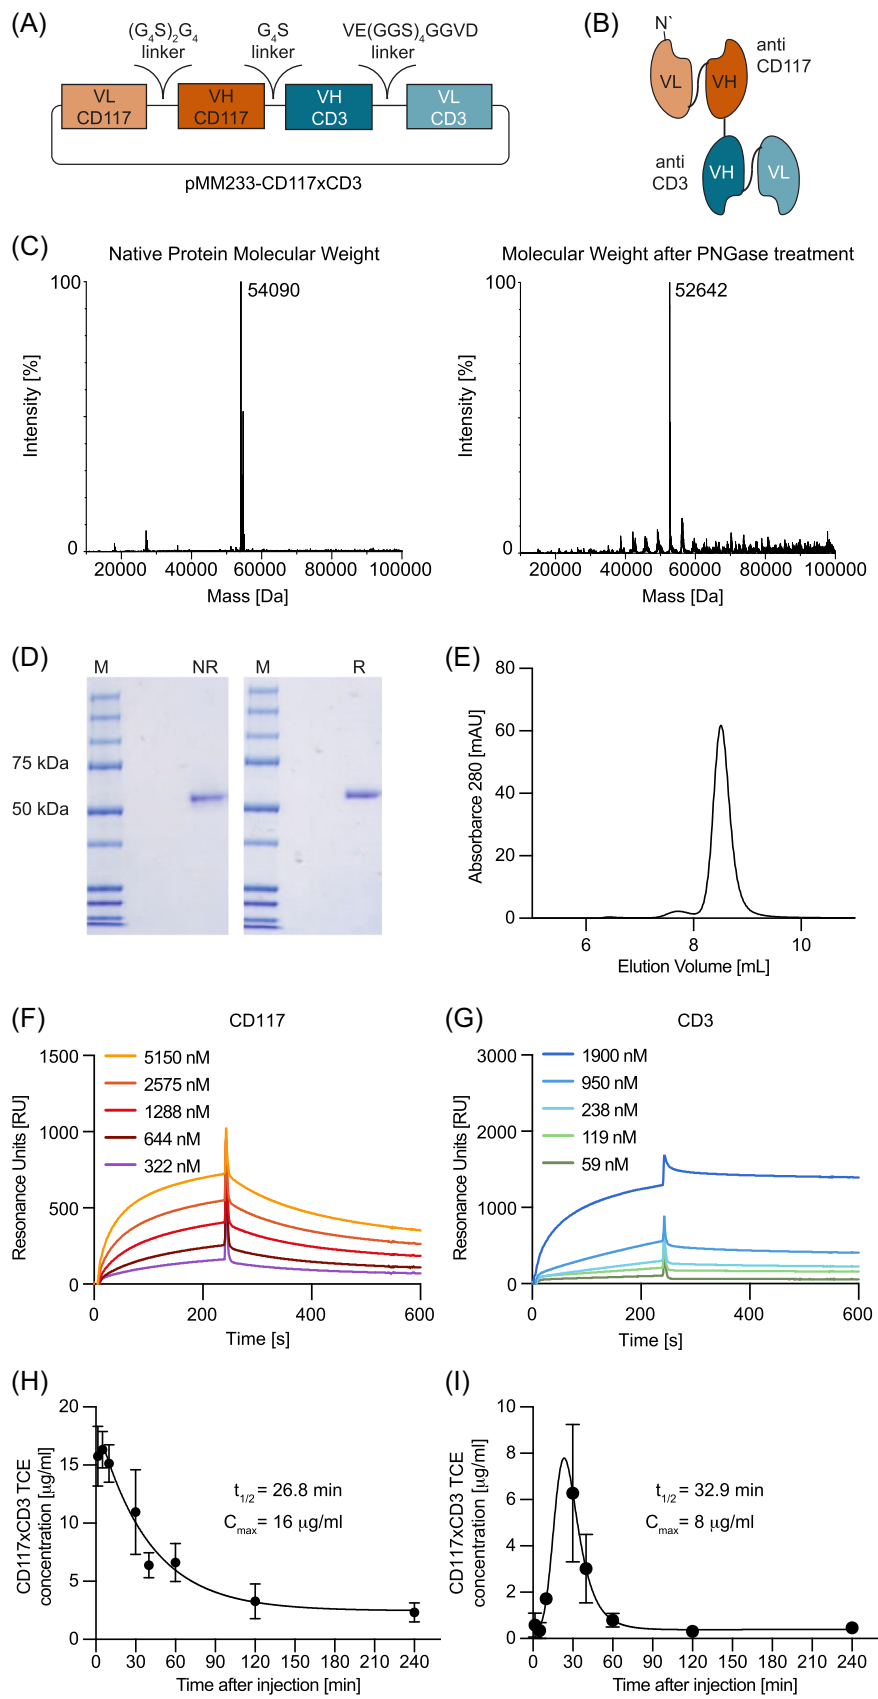 (A)
(G4S)2G4 linker
G4S linker
VE(GGS)4GGVD linker
VL CD117
VH CD117
VH CD3
VL CD3
pMM233-CD117xCD3
(B)
N`
VL
VH
anti CD117
anti CD3
VH
VL
(C)
Native Protein Molecular Weight
100
54090
Intensity [%]
0
20000 40000 60000 80000 100000
Mass [Da]
Molecular Weight after PNGase treatment
100
52642
Intensity [%]
0
20000 40000 60000 80000 100000
Mass [Da]
(D)
M NR M R
75 kDa
50 kDa
(E)
80
60
40
20
0
Absorbarce 280 [mAU]
6 8 10
Elution Volume [mL]
(F)
CD117
1500
1000
500
0
Resonance Units [RU]
5150 nM
2575 nM
1288 nM
644 nM
322 nM
0 200 400 600
Time [s]
(G)
CD3
3000
2000
1000
0
Resonance Units [RU]
1900 nM
950 nM
238 nM
119 nM
59 nM
0 200 400 600
Time [s]
(H)
20
15
10
5
0
CD117xCD3 TCE
concentration [µg/ml]
t1/2 = 26.8 min
Cmax = 16 µg/ml
0 30 60 90 120 150 180 210 240
Time after injection [min]
(I)
10
8
6
4
2
0
CD117xCD3 TCE
concentration [µg/ml]
t1/2 = 32.9 min
Cmax = 8 µg/ml
0 30 60 90 120 150 180 210 240
Time after injection [min]